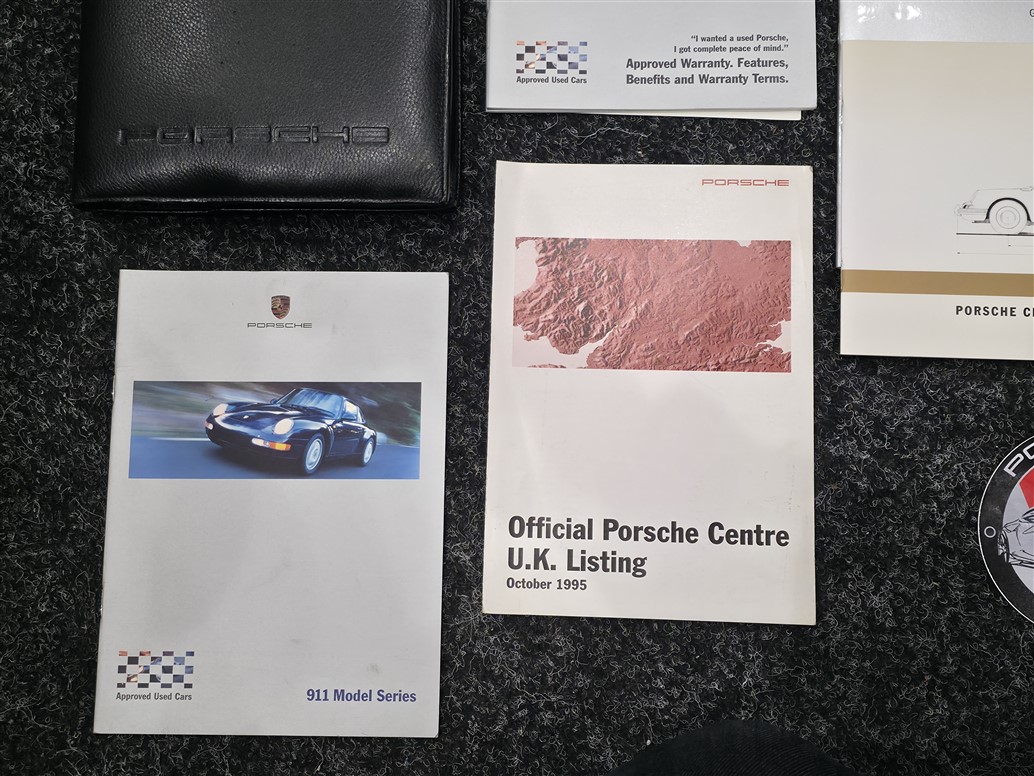 PORSCHE
"I wanted a used Porsche,
I got complete peace of mind."
Approved Warranty. Features,
Benefits and Warranty Terms.
Approved Used Cars
PORSCHE
Official Porsche Centre
U.K. Listing
October 1995
PORSCHE
Approved Used Cars
911 Model Series
PORSCHE